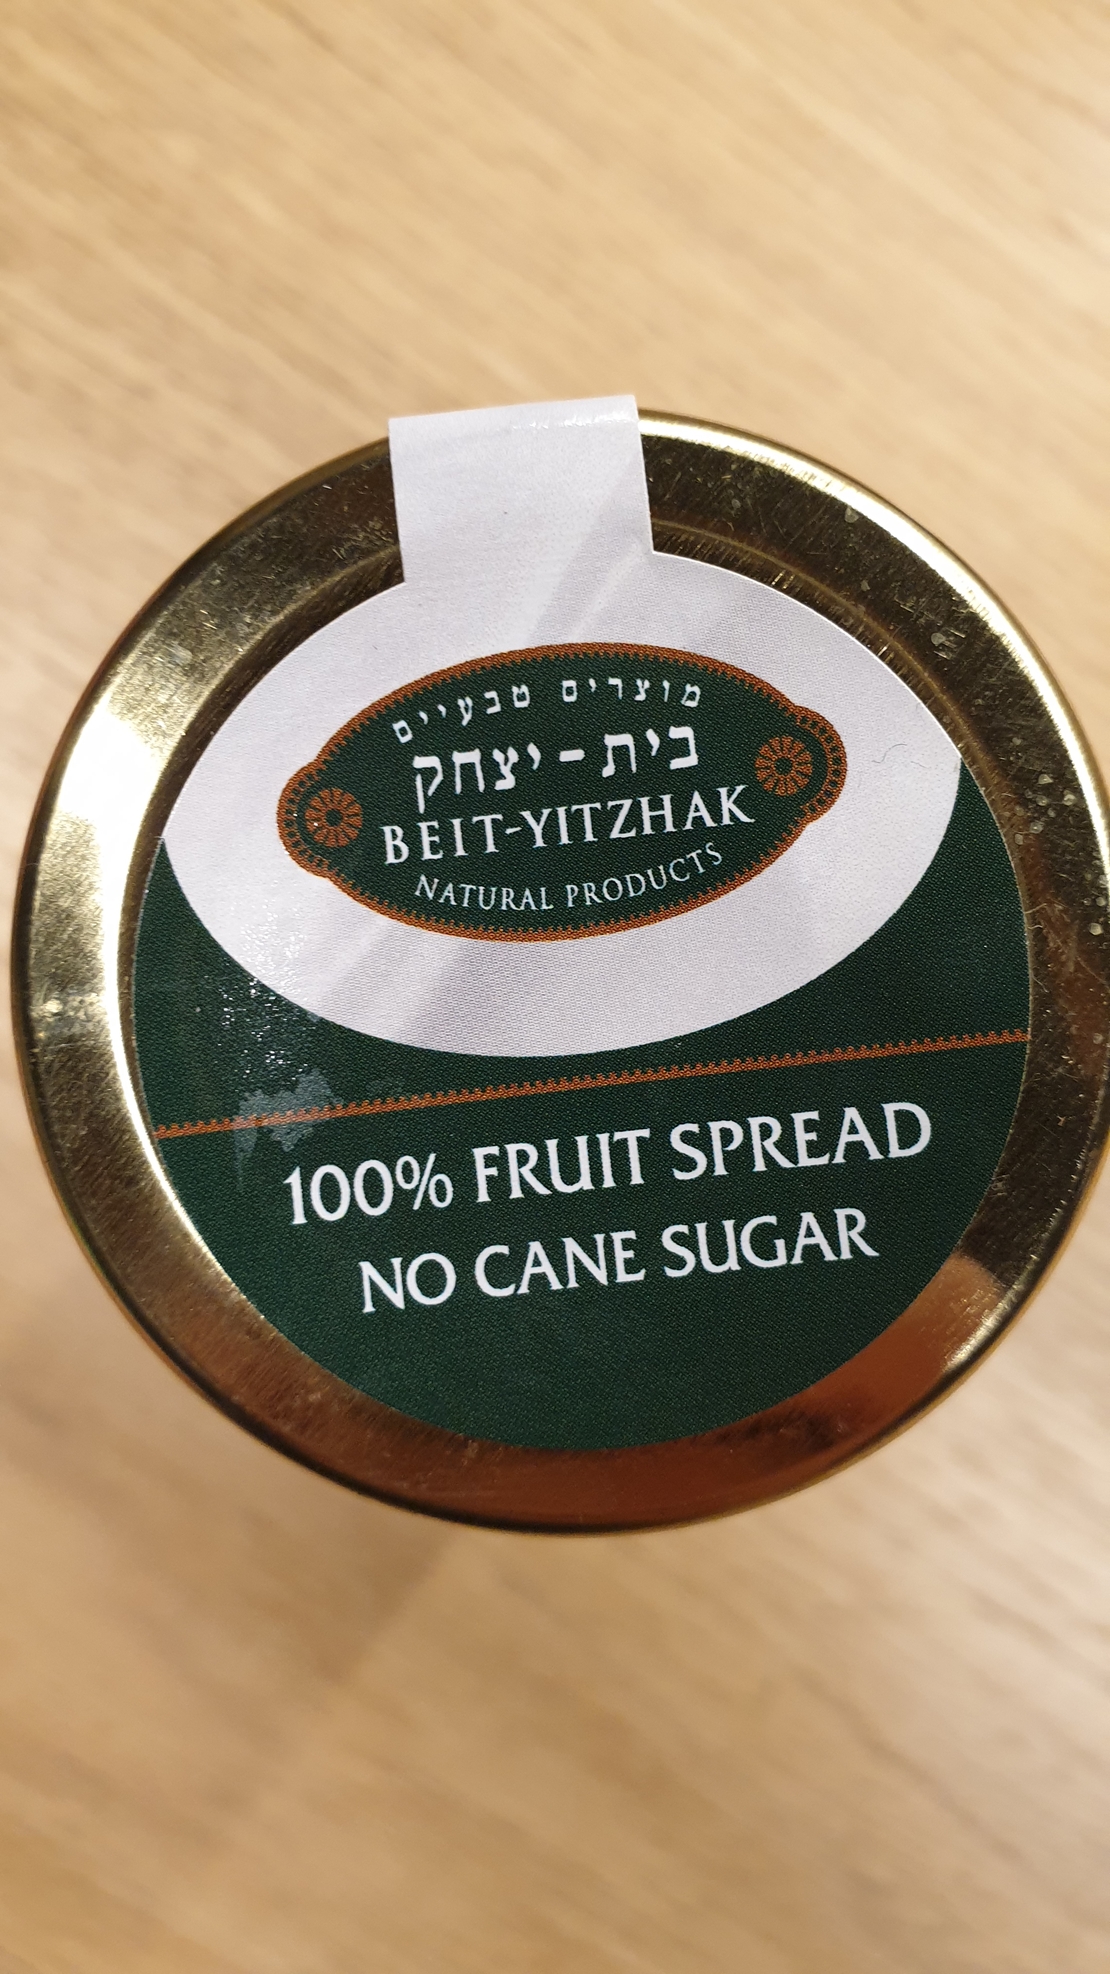 מוצרים טבעיים
בית-יצחק
BEIT-YITZHAK
NATURAL PRODUCTS
100% FRUIT SPREAD
NO CANE SUGAR